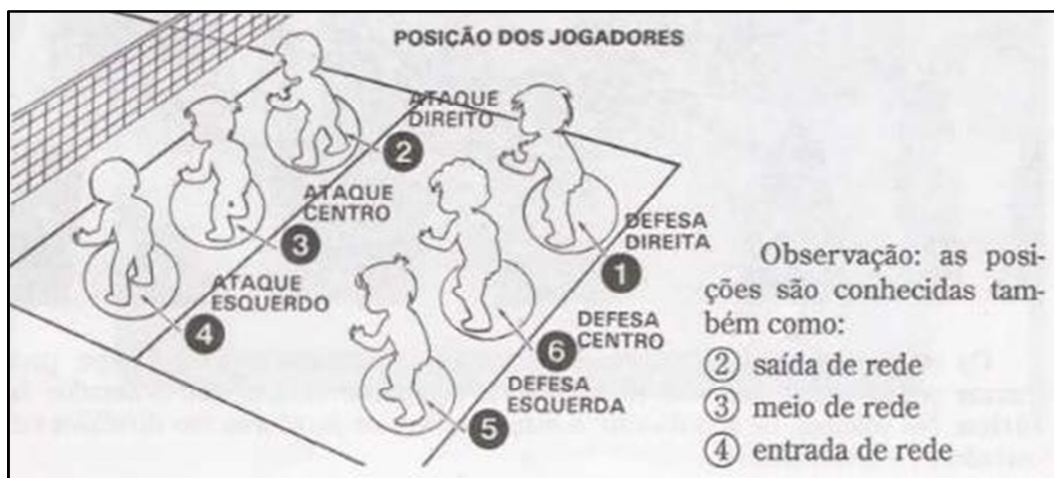 POSIÇÃO DOS JOGADORES
ATAQUE
DIREITO
2
ATAQUE
CENTRO
3
ATAQUE
ESQUERDO
4
DEFESA
DIREITA
1
DEFESA
CENTRO
6
DEFESA
ESQUERDA
5
Observação: as posi-
ções são conhecidas tam-
bém como:
② saída de rede
③ meio de rede
④ entrada de rede